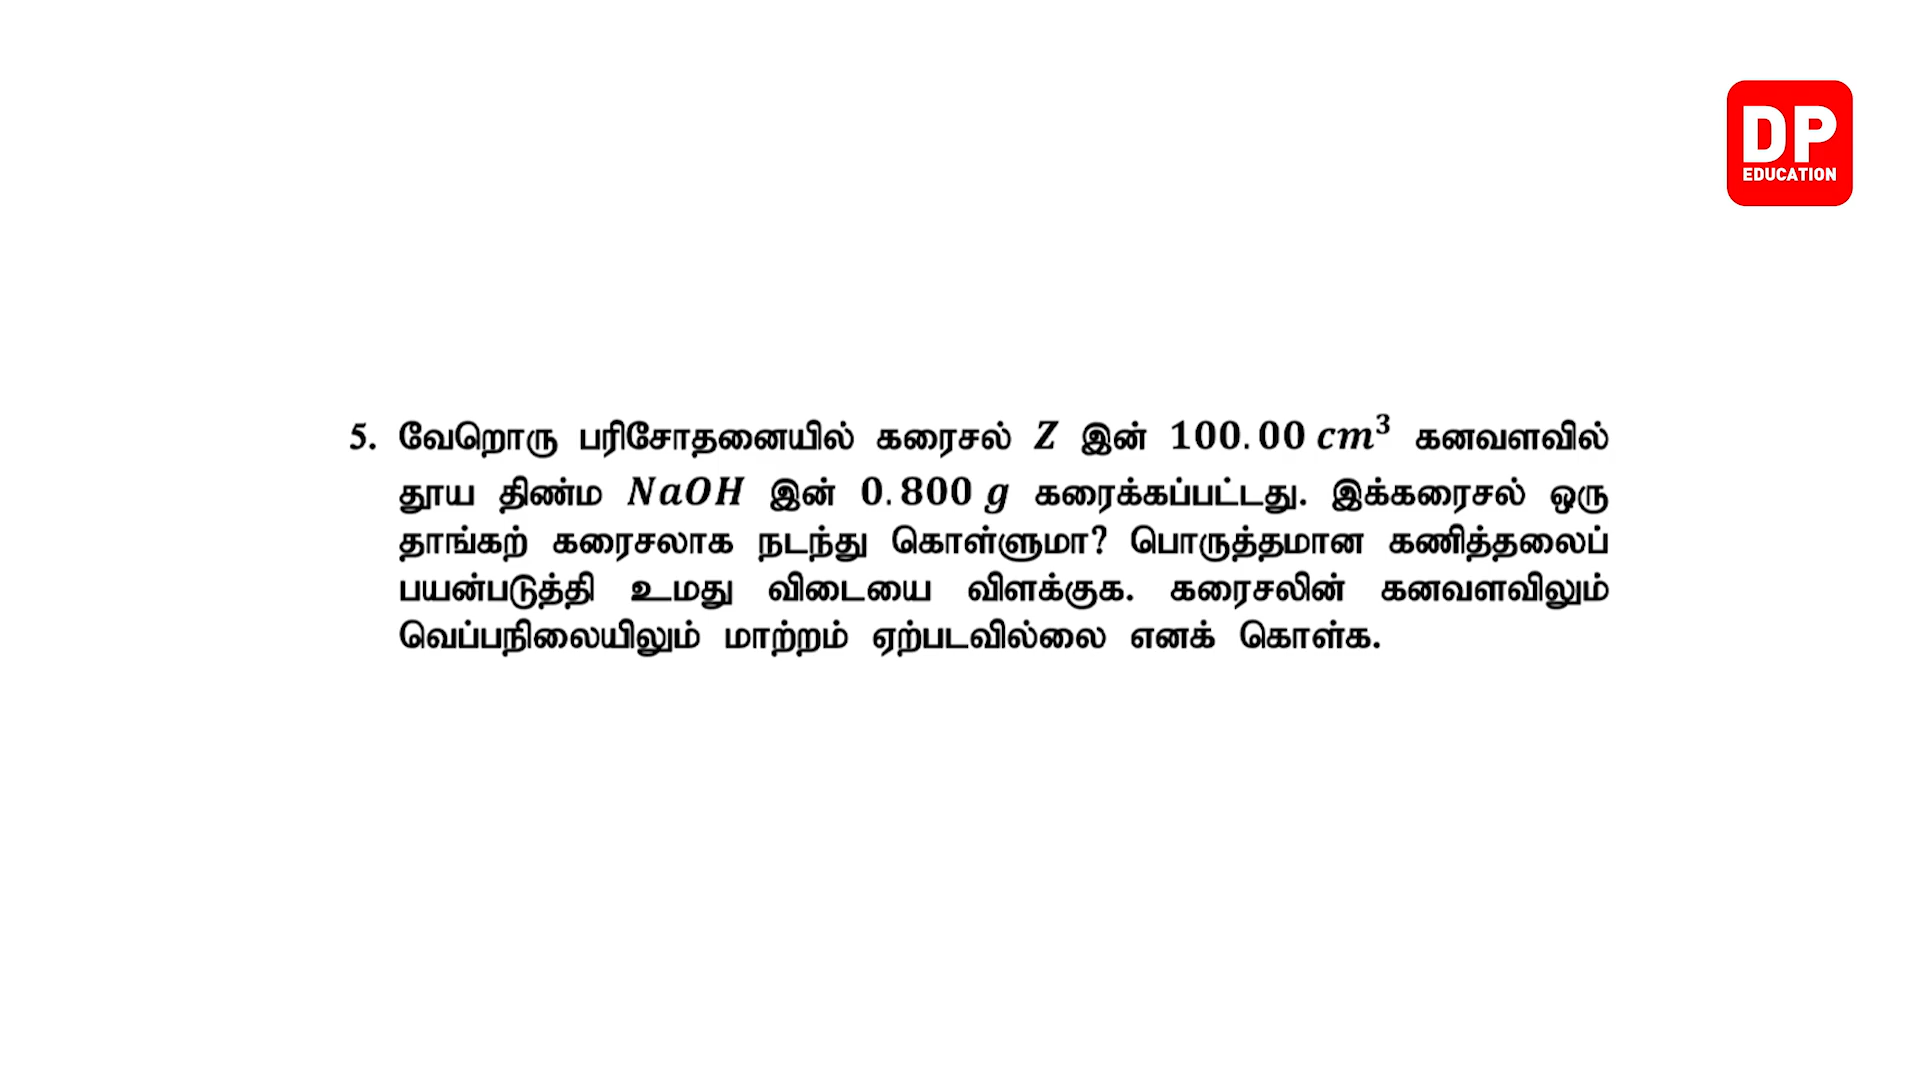 DP
EDUCATION
5. வேறொரு பரிசோதனையில் கரைசல் Z இன் 100.00 cm³ கனவளவில்
தூய திண்ம NaOH இன் 0.800 g கரைக்கப்பட்டது. இக்கரைசல் ஒரு
தாங்கற் கரைசலாக நடந்து கொள்ளுமா? பொருத்தமான கணித்தலைப்
பயன்படுத்தி உமது விடையை விளக்குக. கரைசலின் கனவளவிலும்
வெப்பநிலையிலும் மாற்றம் ஏற்படவில்லை எனக் கொள்க.